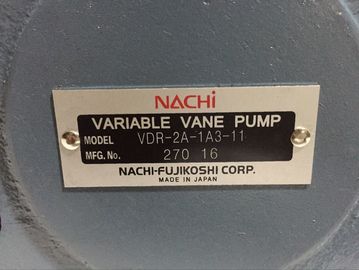 NACHi
VARIABLE VANE PUMP
MODEL VDR-2A-1A3-11
MFG.No. 270 16
NACHI-FUJIKOSHI CORP.
MADE IN JAPAN